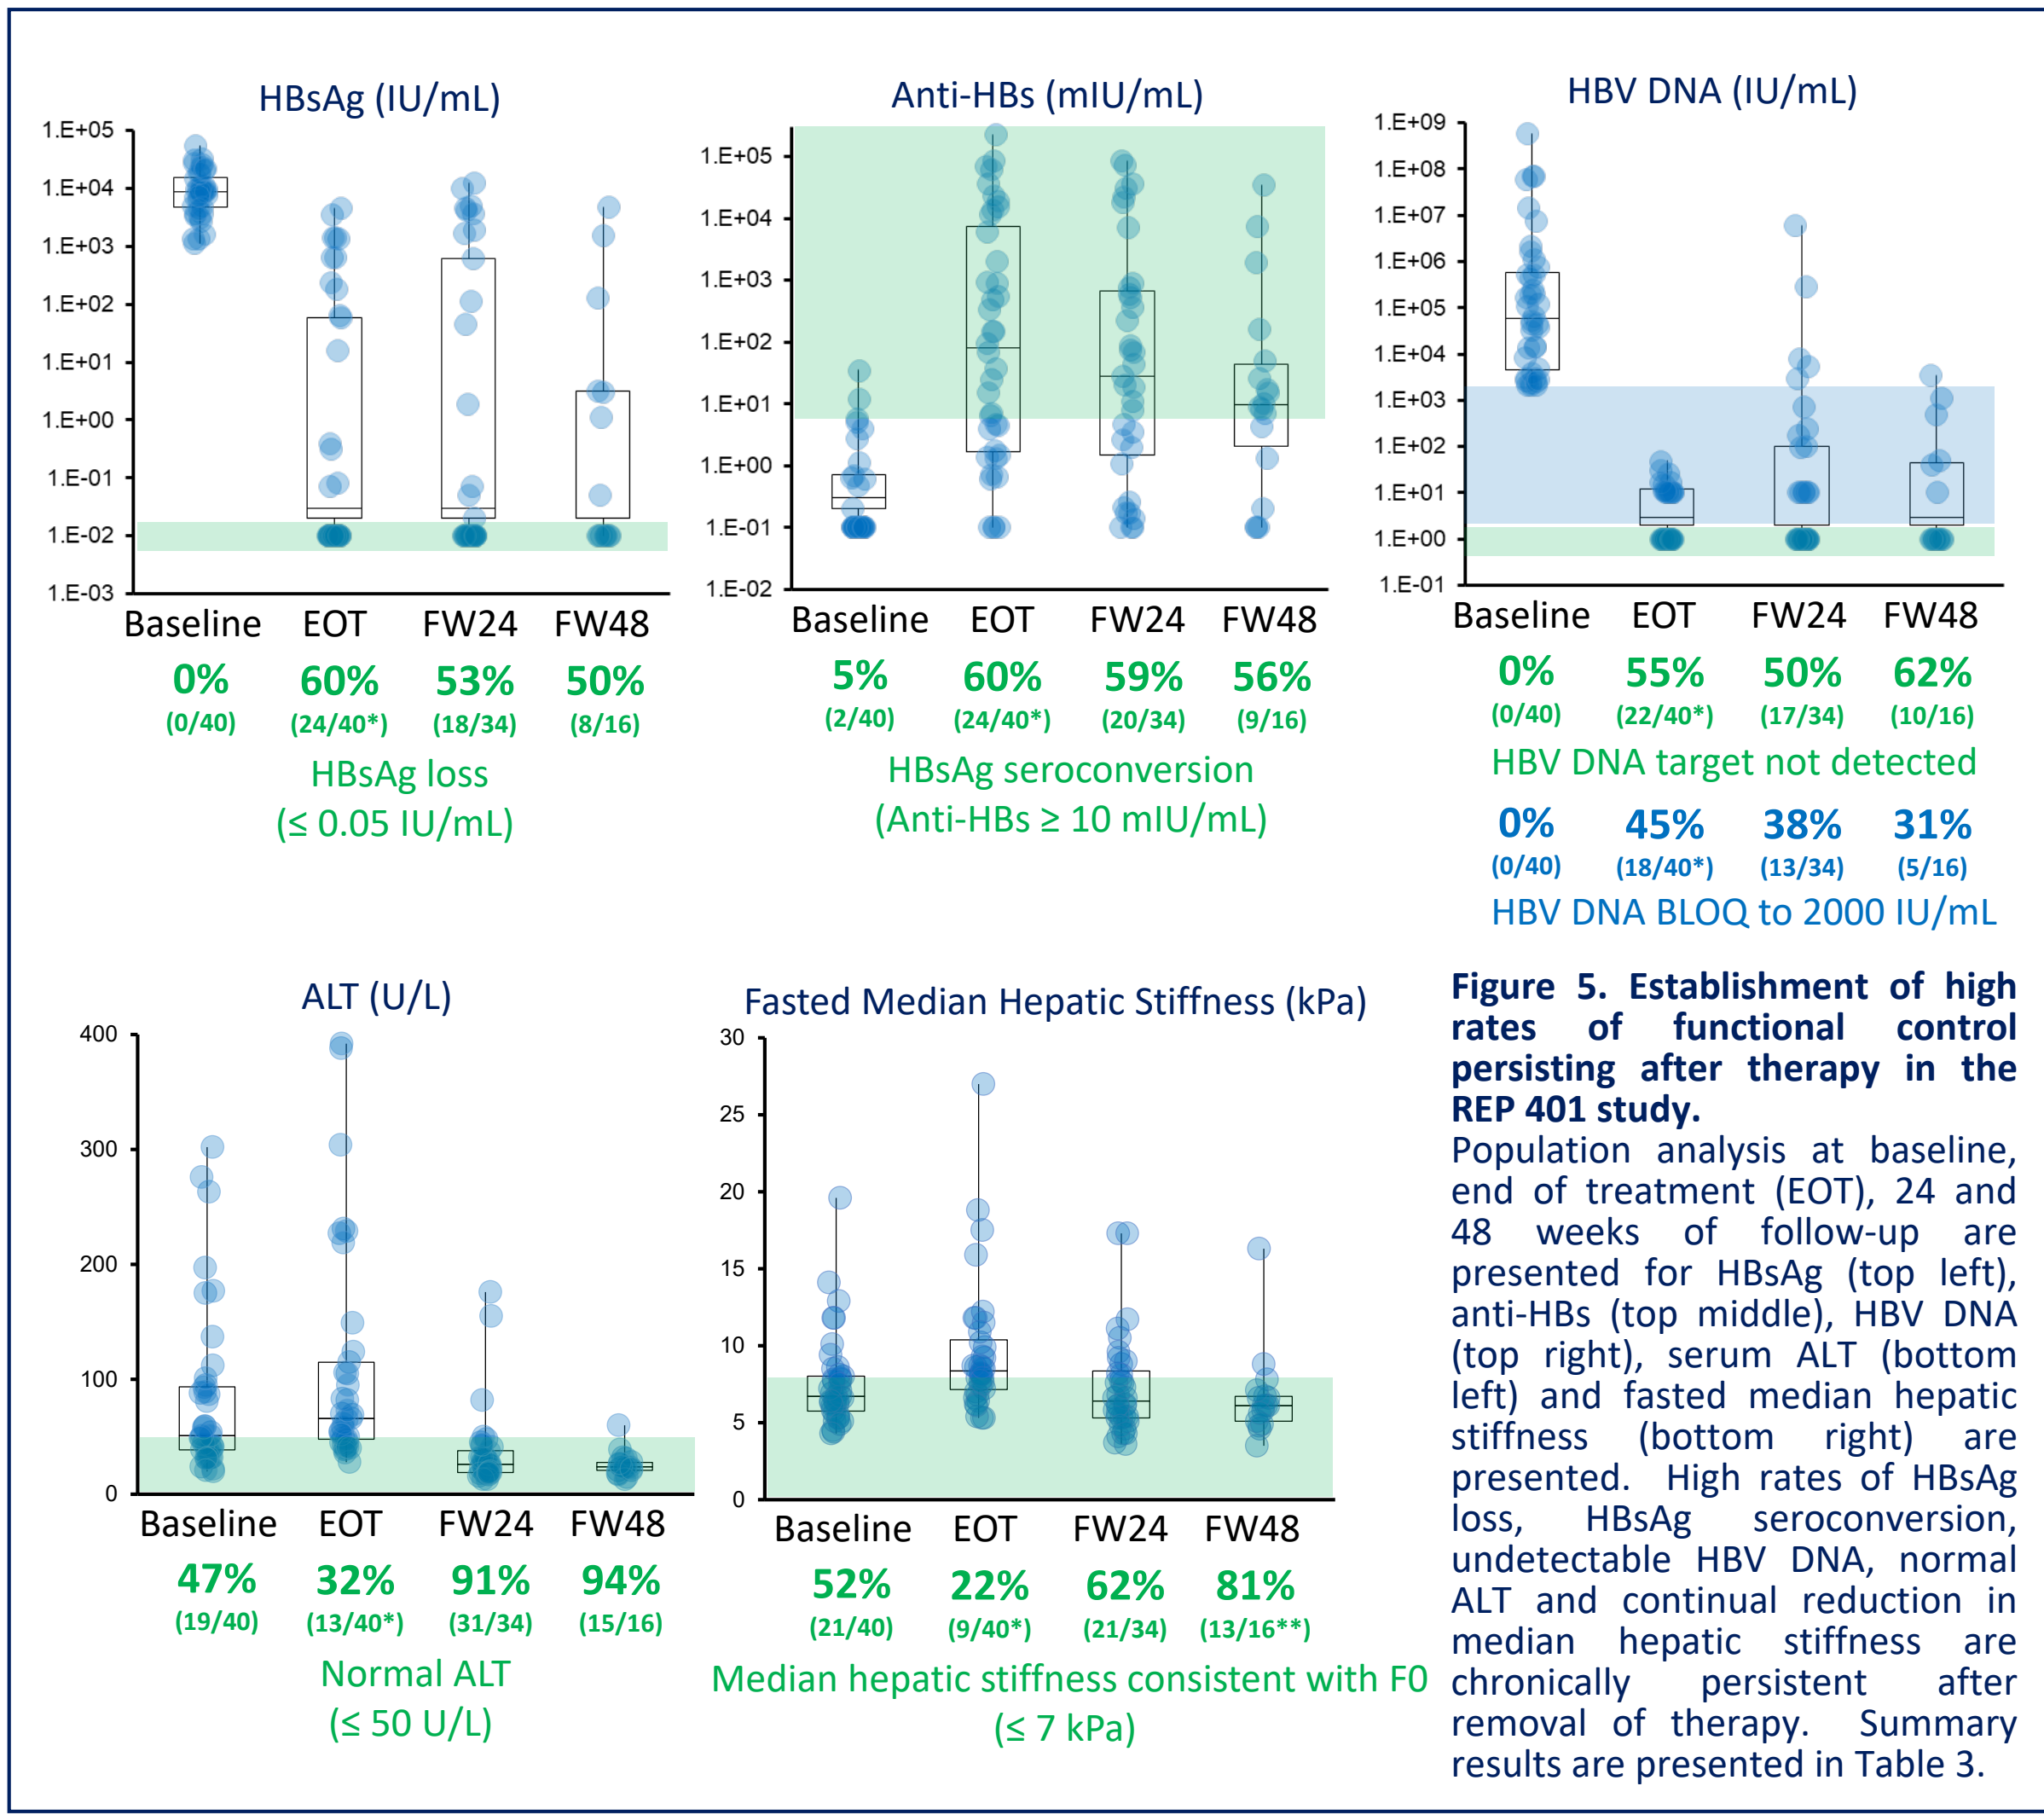 HBsAg (IU/mL)
1.E+05
1.E+04
1.E+03
1.E+02
1.E+01
1.E+00
1.E-01
1.E-02
1.E-03
Baseline EOT FW24 FW48
0% 60% 53% 50%
(0/40) (24/40*) (18/34) (8/16)
HBsAg loss
(≤ 0.05 IU/mL)
Anti-HBs (mIU/mL)
1.E+05
1.E+04
1.E+03
1.E+02
1.E+01
1.E+00
1.E-01
1.E-02
Baseline EOT FW24 FW48
5% 60% 59% 56%
(2/40) (24/40*) (20/34) (9/16)
HBsAg seroconversion
(Anti-HBs ≥ 10 mIU/mL)
HBV DNA (IU/mL)
1.E+09
1.E+08
1.E+07
1.E+06
1.E+05
1.E+04
1.E+03
1.E+02
1.E+01
1.E+00
1.E-01
Baseline EOT FW24 FW48
0% 55% 50% 62%
(0/40) (22/40*) (17/34) (10/16)
HBV DNA target not detected
0% 45% 38% 31%
(0/40) (18/40*) (13/34) (5/16)
HBV DNA BLOQ to 2000 IU/mL
ALT (U/L)
400
300
200
100
0
Baseline EOT FW24 FW48
47% 32% 91% 94%
(19/40) (13/40*) (31/34) (15/16)
Normal ALT
(≤ 50 U/L)
Fasted Median Hepatic Stiffness (kPa)
30
25
20
15
10
5
0
Baseline EOT FW24 FW48
52% 22% 62% 81%
(21/40) (9/40*) (21/34) (13/16**)
Median hepatic stiffness consistent with F0
(≤ 7 kPa)
Figure 5. Establishment of high
rates of functional control
persisting after therapy in the
REP 401 study.
Population analysis at baseline,
end of treatment (EOT), 24 and
48 weeks of follow-up are
presented for HBsAg (top left),
anti-HBs (top middle), HBV DNA
(top right), serum ALT (bottom
left) and fasted median hepatic
stiffness (bottom right) are
presented. High rates of HBsAg
loss, HBsAg seroconversion,
undetectable HBV DNA, normal
ALT and continual reduction in
median hepatic stiffness are
chronically persistent after
removal of therapy. Summary
results are presented in Table 3.